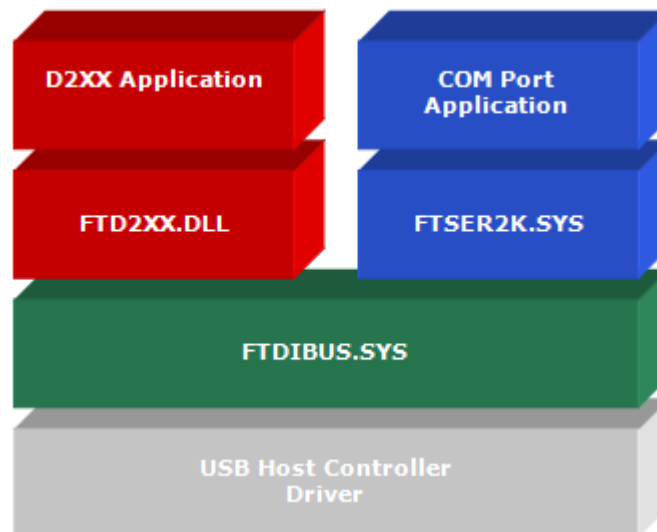 D2XX Application
COM Port
Application
FTD2XX.DLL
FTSER2K.SYS
FTDIBUS.SYS
USB Host Controller
Driver